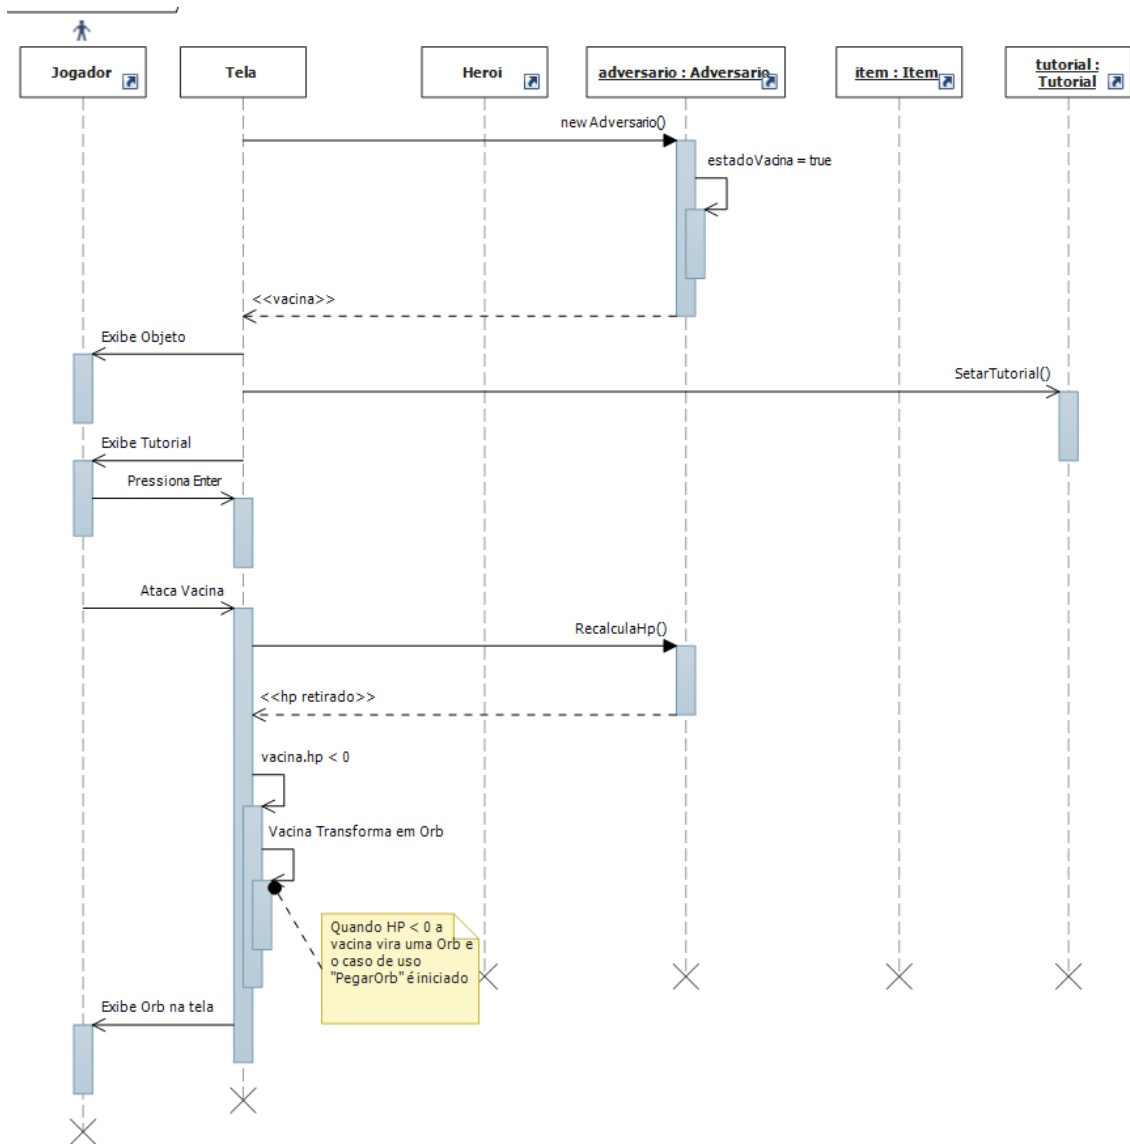 Jogador
Tela
Heroi
adversario : Adversario
item : Item
tutorial :
Tutorial
newAdversario()
estadoVacina = true
<<vacina>>
Exibe Objeto
SetarTutorial()
Exibe Tutorial
Pressiona Enter
Ataca Vacina
RecalculaHp()
<<hp retirado>>
vacina.hp < 0
Vacina Transforma em Orb
Quando HP < 0 a
vacina vira uma Orb e
o caso de uso
"PegarOrb" é iniciado
Exibe Orb na tela